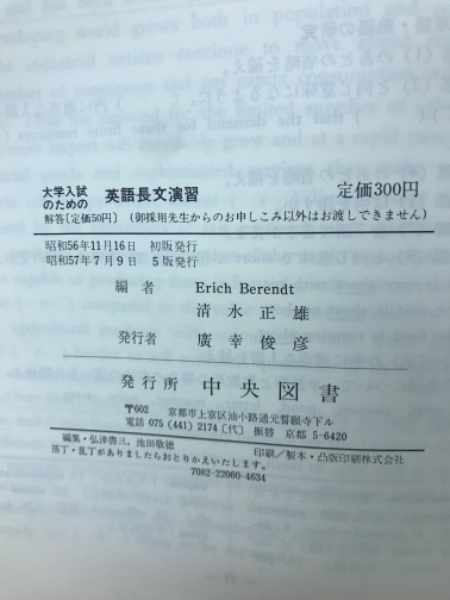 大学入試のための 英語長文演習 定価300円
解答〔定価50円〕(御採用先生からのお申しこみ以外はお渡しできません)
昭和56年11月16日 初版発行
昭和57年7月9日 5版発行
編者 Erich Berendt
清水正雄
発行者 廣幸俊彦
発行所 中央図書
〒602 京都市上京区油小路通元誓願寺下ル
電話 075(441)2174〔代〕 振替 京都 5-6420
編集・弘津啓三,池田敬徳 印刷/製本・凸版印刷株式会社
落丁・乱丁がありましたらおとりかえいたします。
7082-22060-4634